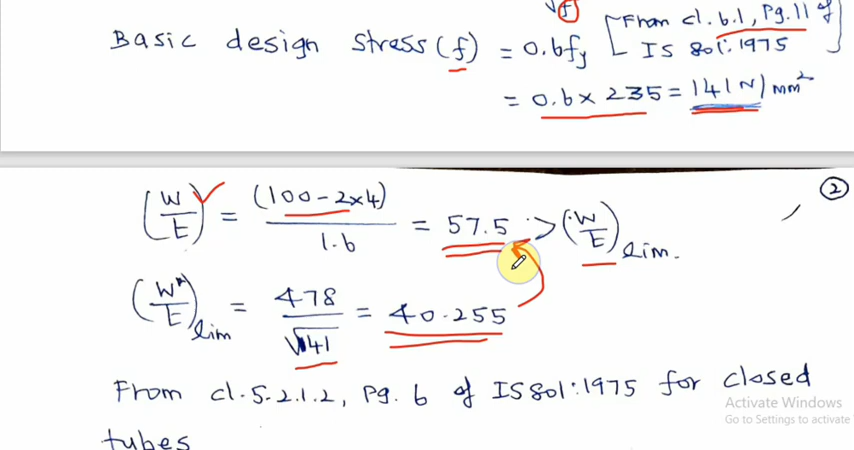 √f
Basic design stress (f) = 0.6fy [From cl. 6.1, Pg. 11 of
IS 801:1975]
= 0.6 x 235 = 141 N/mm²
②
(W/t) = (100 - 2x4)/1.6 = 57.5 > (W/t)lim.
(W/t)lim = 478/√141 = 40.255
From cl. 5.2.1.2, Pg. 6 of IS 801:1975 for closed
tubes
Activate Windows
Go to Settings to activate